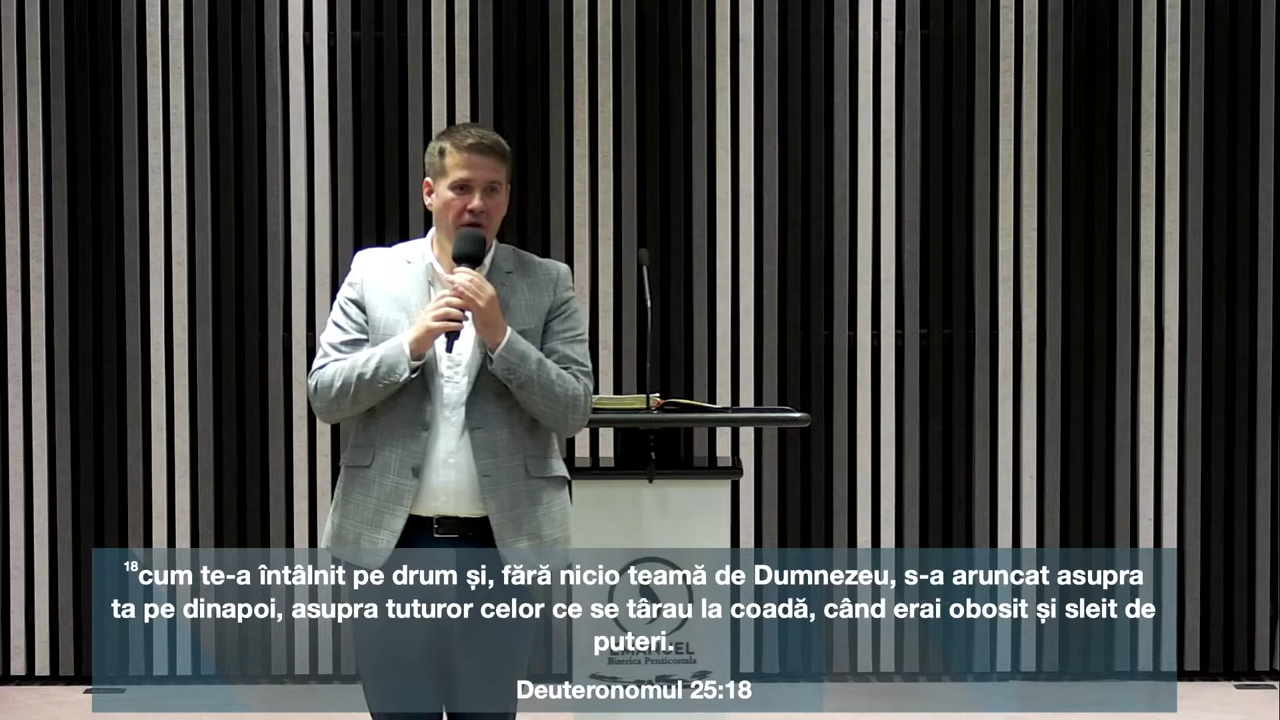 ¹⁸cum te-a întâlnit pe drum și, fără nicio teamă de Dumnezeu, s-a aruncat asupra
ta pe dinapoi, asupra tuturor celor ce se târau la coadă, când erai obosit și sleit de
puteri.
EMANUEL
Biserica Penticostala
Deuteronomul 25:18